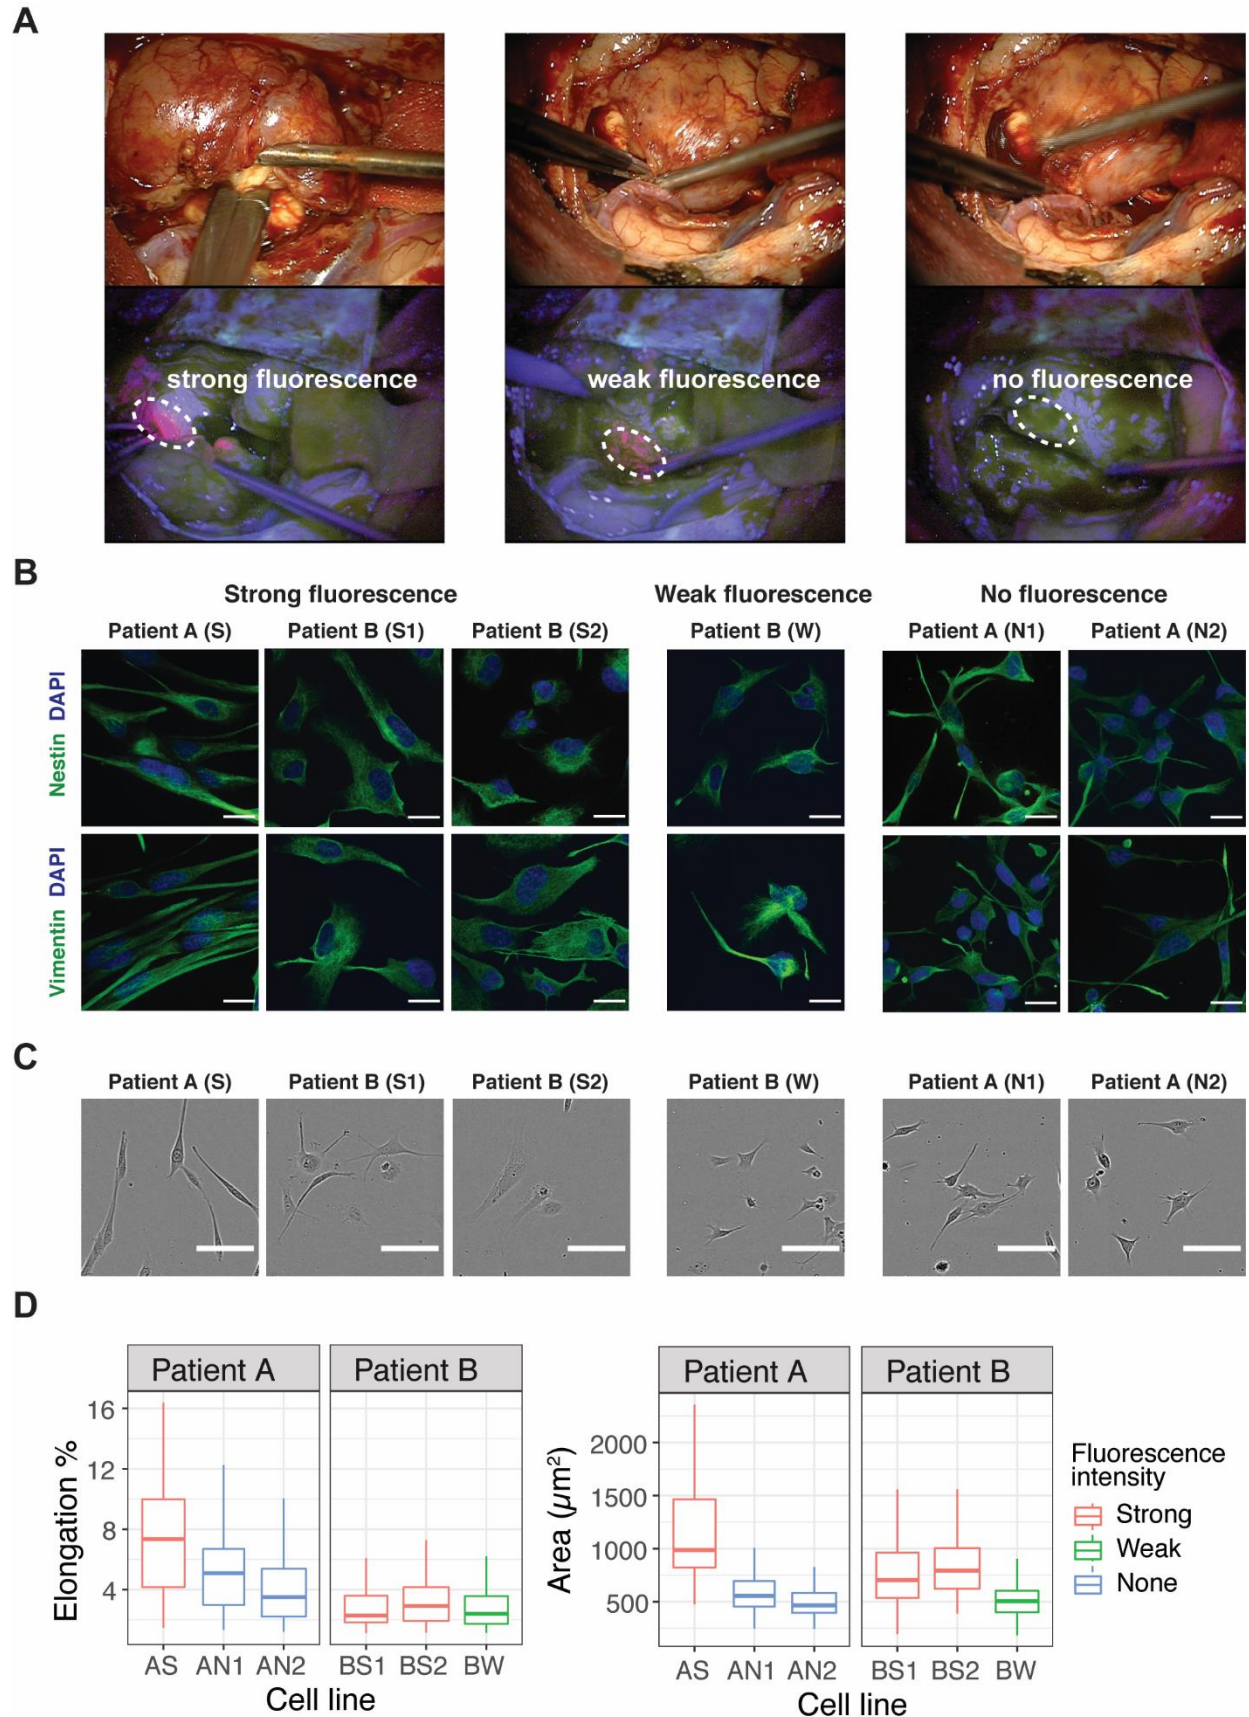 A
strong fluorescence
weak fluorescence
no fluorescence
B
Strong fluorescence
Weak fluorescence
No fluorescence
Patient A (S)
Patient B (S1)
Patient B (S2)
Patient B (W)
Patient A (N1)
Patient A (N2)
Nestin DAPI
Vimentin DAPI
C
Patient A (S)
Patient B (S1)
Patient B (S2)
Patient B (W)
Patient A (N1)
Patient A (N2)
D
Patient A
Patient B
Elongation %
16
12
8
4
AS AN1 AN2
BS1 BS2 BW
Cell line
Patient A
Patient B
Area (μm²)
2000
1500
1000
500
AS AN1 AN2
BS1 BS2 BW
Cell line
Fluorescence
intensity
Strong
Weak
None